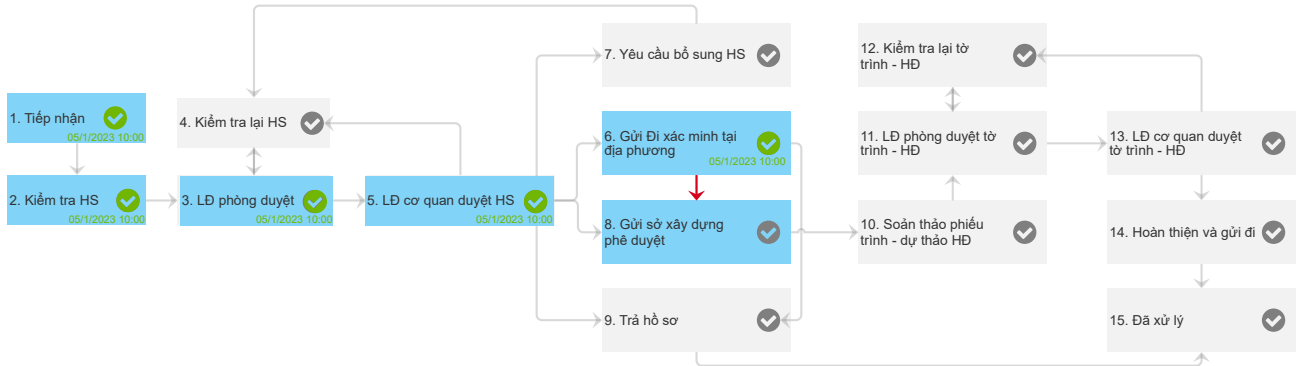 1. Tiếp nhận
05/1/2023 10:00
2. Kiểm tra HS
05/1/2023 10:00
4. Kiểm tra lại HS
3. LĐ phòng duyệt
05/1/2023 10:00
5. LĐ cơ quan duyệt HS
05/1/2023 10:00
7. Yêu cầu bổ sung HS
6. Gửi Đi xác minh tại
địa phương
05/1/2023 10:00
8. Gửi sở xây dựng
phê duyệt
9. Trả hồ sơ
12. Kiểm tra lại tờ
trình - HĐ
11. LĐ phòng duyệt tờ
trình - HĐ
10. Soản thảo phiếu
trình - dự thảo HĐ
13. LĐ cơ quan duyệt
tờ trình - HĐ
14. Hoàn thiện và gửi đi
15. Đã xử lý